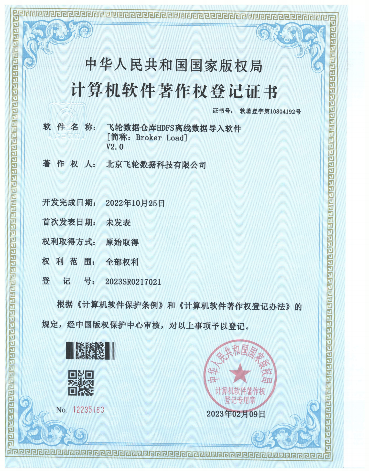 中华人民共和国国家版权局
计算机软件著作权登记证书
证书号： 软著登字第10804192号
软件名称： 飞轮数据仓库HDFS离线数据导入软件
[简称：Broker Load]
V2.0
著作权人： 北京飞轮数据科技有限公司
开发完成日期： 2022年10月25日
首次发表日期： 未发表
权利取得方式： 原始取得
权利范围： 全部权利
登记号： 2023SR0217021
根据《计算机软件保护条例》和《计算机软件著作权登记办法》的
规定，经中国版权保护中心审核，对以上事项予以登记。
中华人民共和国国家版权局
计算机软件著作权
登记专用章
No.
2023年02月09日